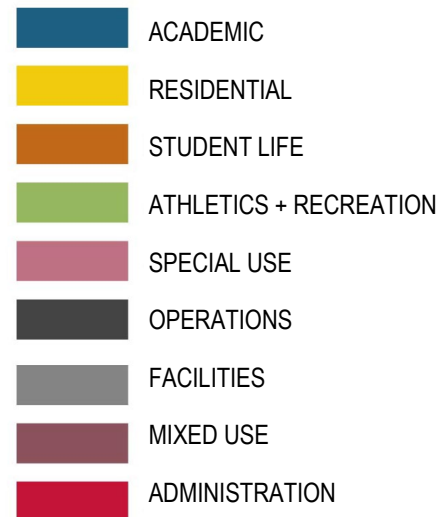 ACADEMIC
RESIDENTIAL
STUDENT LIFE
ATHLETICS + RECREATION
SPECIAL USE
OPERATIONS
FACILITIES
MIXED USE
ADMINISTRATION